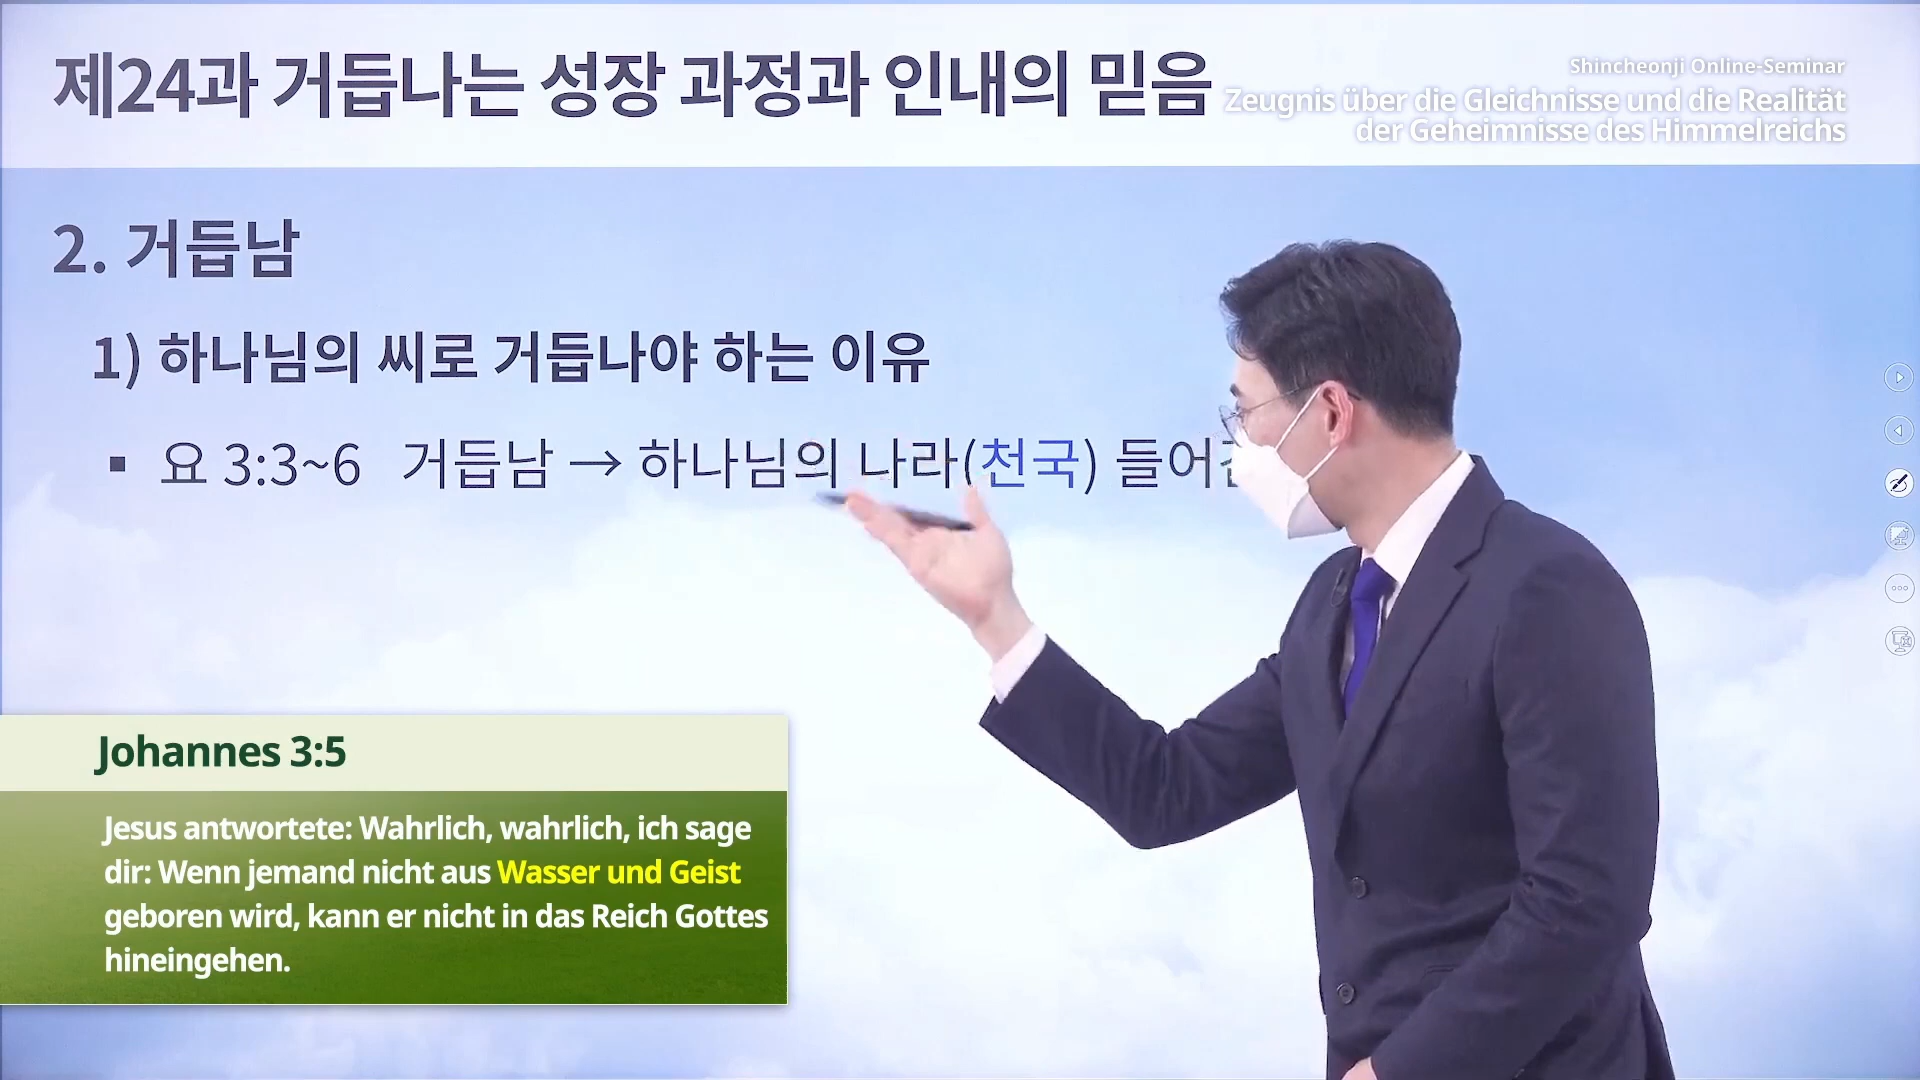 제24과 거듭나는 성장 과정과 인내의 믿음
Shincheonji Online-Seminar
Zeugnis über die Gleichnisse und die Realität
der Geheimnisse des Himmelreichs
2. 거듭남
1) 하나님의 씨로 거듭나야 하는 이유
▪ 요 3:3~6 거듭남 → 하나님의 나라(천국)
Johannes 3:5
Jesus antwortete: Wahrlich, wahrlich, ich sage
dir: Wenn jemand nicht aus Wasser und Geist
geboren wird, kann er nicht in das Reich Gottes
hineingehen.